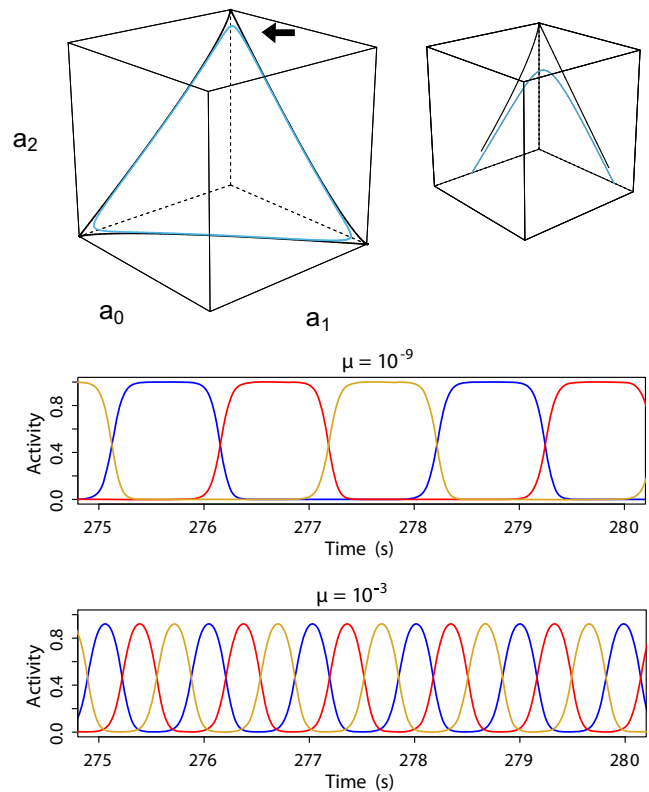 a₂
a₀
a₁
μ = 10⁻⁹
Activity
0.0 0.4 0.8
275 276 277 278 279 280
Time (s)
μ = 10⁻³
Activity
0.0 0.4 0.8
275 276 277 278 279 280
Time (s)